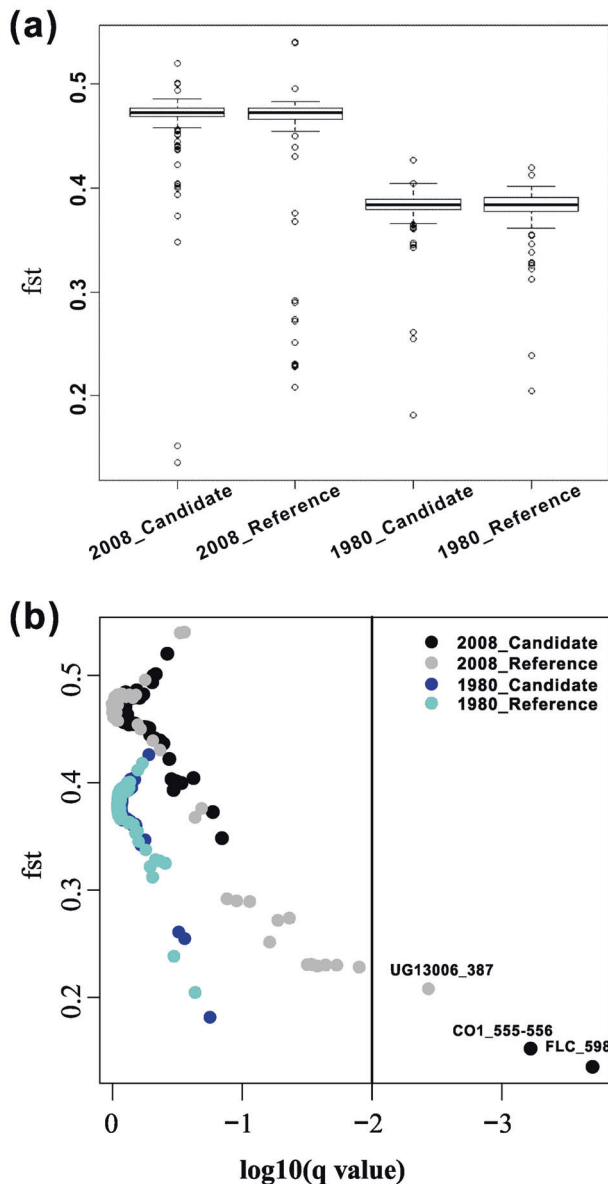 (a)
0.5
0.4
0.3
0.2
fst
2008_Candidate
2008_Reference
1980_Candidate
1980_Reference
(b)
2008_Candidate
2008_Reference
1980_Candidate
1980_Reference
0.5
0.4
0.3
0.2
fst
UG13006_387
CO1_555-556
FLC_598
0
−1
−2
−3
log10(q value)